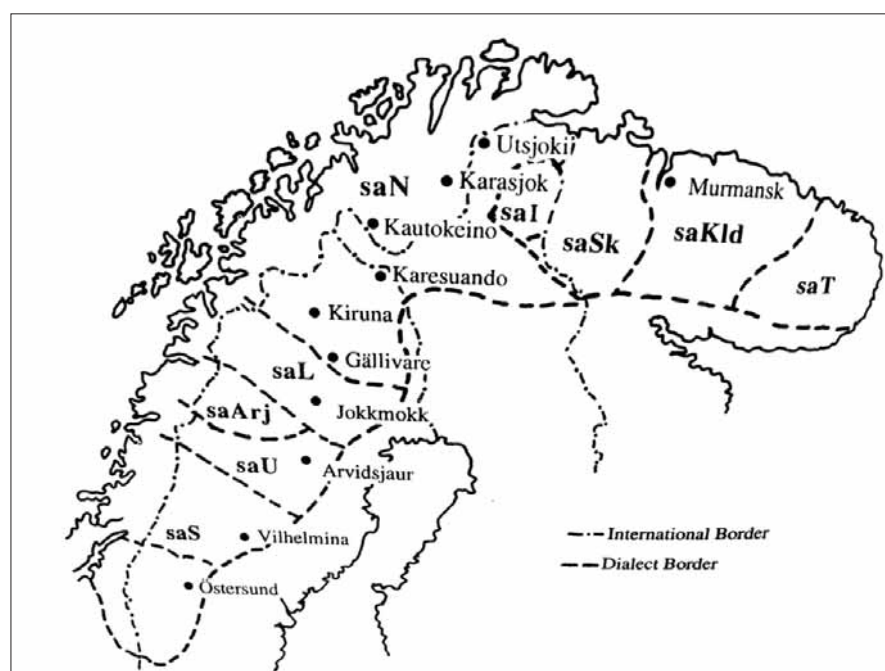 Utsjokii
saN
Karasjok
Murmansk
saI
Kautokeino
saSk
saKld
Karesuando
saT
Kiruna
Gällivare
saL
saArj
Jokkmokk
saU
Arvidsjaur
saS
Vilhelmina
International Border
Dialect Border
Östersund